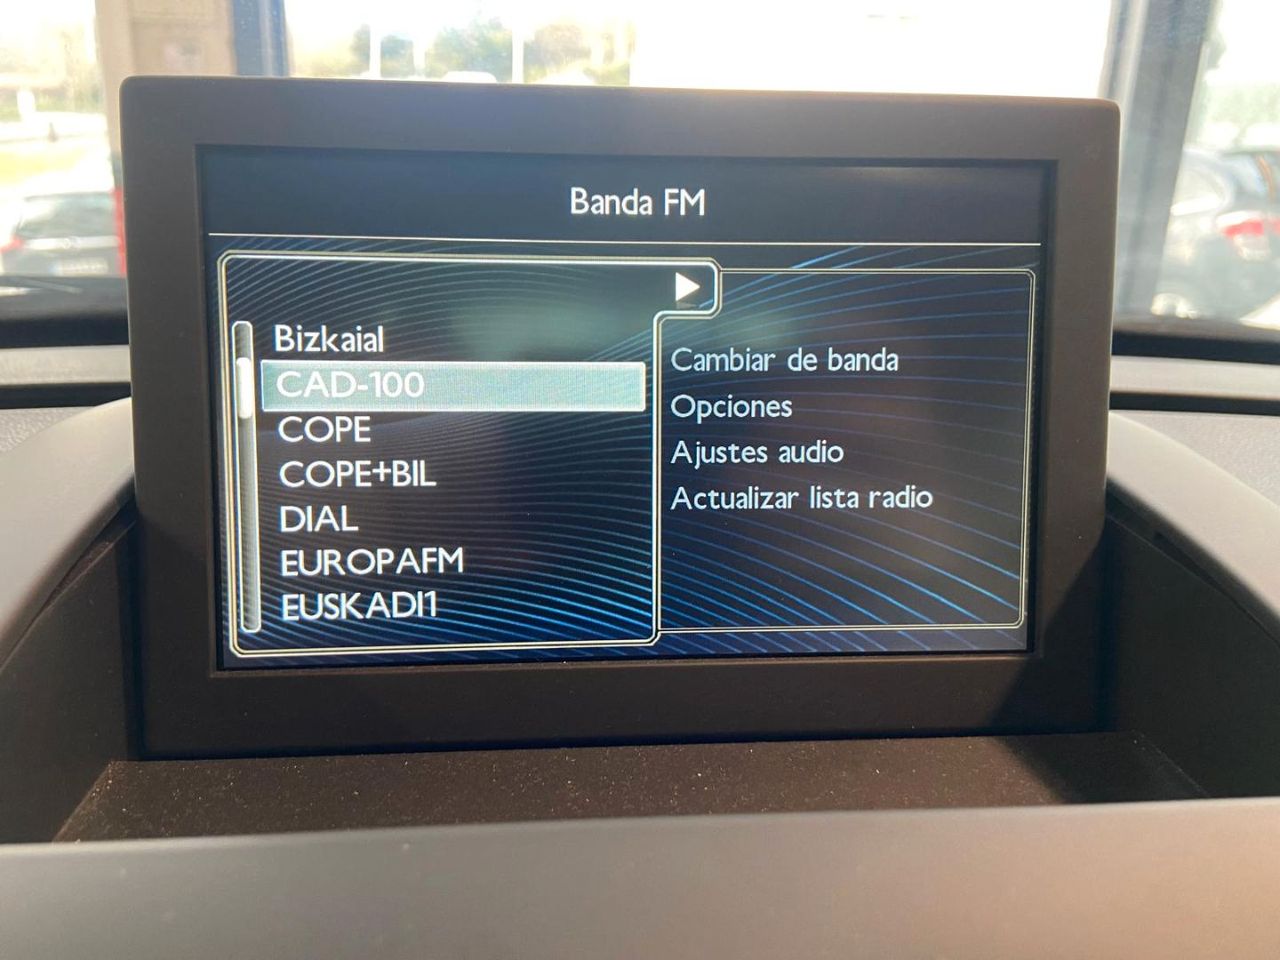 Banda FM
Bizkaial
CAD-100
COPE
COPE+BIL
DIAL
EUROPAFM
EUSKADI1
Cambiar de banda
Opciones
Ajustes audio
Actualizar lista radio